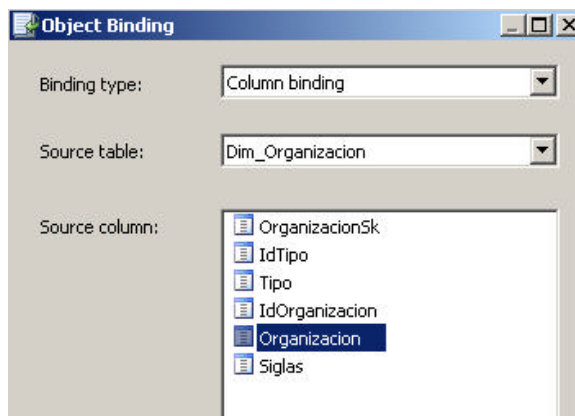 Object Binding
Binding type: Column binding
Source table: Dim_Organizacion
Source column: OrganizacionSk
IdTipo
Tipo
IdOrganizacion
Organizacion
Siglas